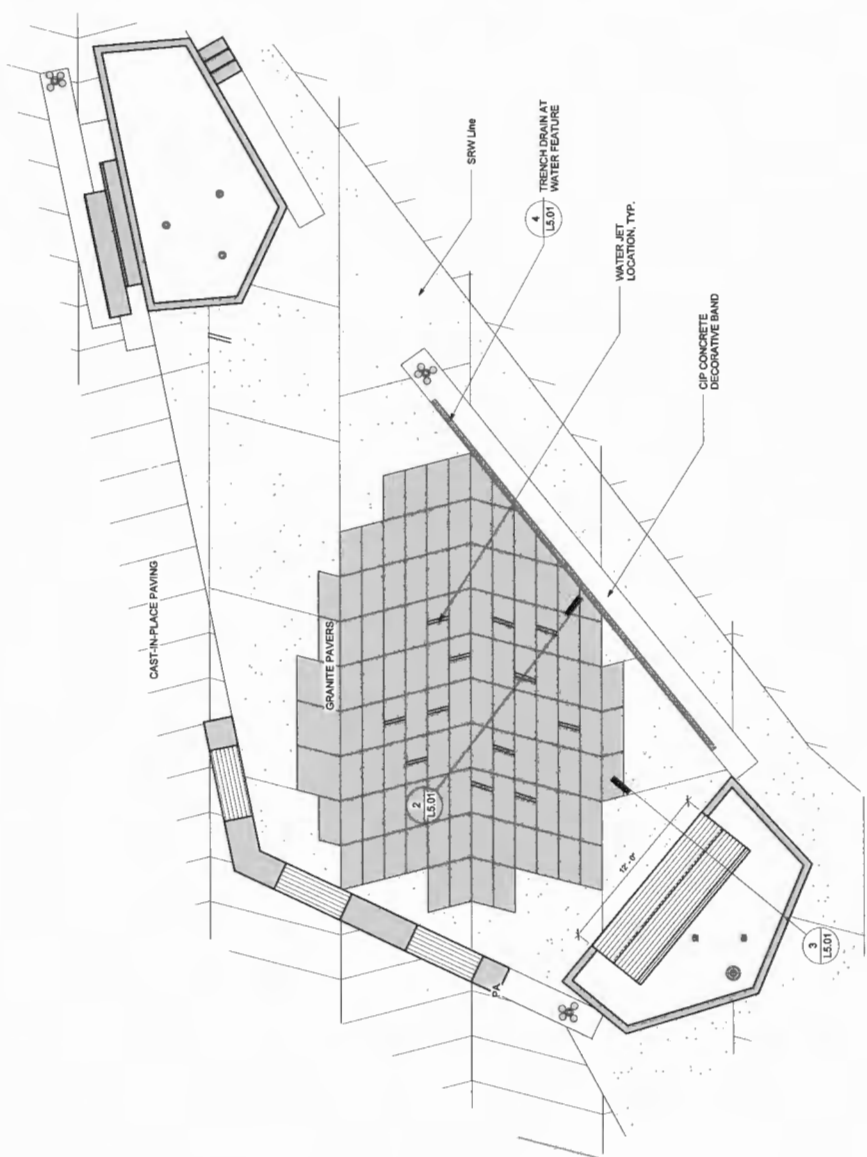 CAST-IN-PLACE PAVING
GRANITE PAVERS
SRW Line
4
L5.01
TRENCH DRAIN AT
WATER FEATURE
WATER JET
LOCATION, TYP.
CIP CONCRETE
DECORATIVE BAND
2
L5.01
12' - 0"
3
L5.01
PA